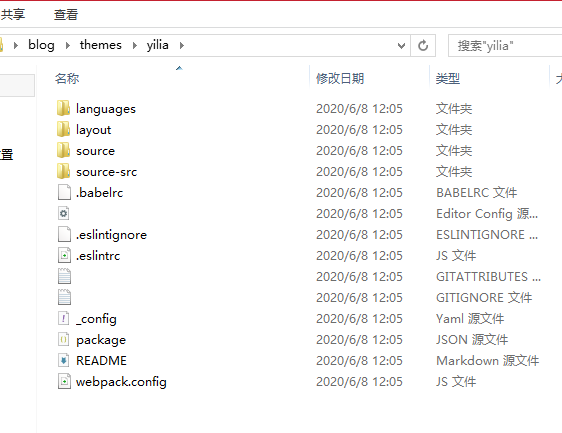 共享 查看
blog themes yilia 搜索"yilia"
名称 修改日期 类型
languages 2020/6/8 12:05 文件夹
layout 2020/6/8 12:05 文件夹
source 2020/6/8 12:05 文件夹
source-src 2020/6/8 12:05 文件夹
.babelrc 2020/6/8 12:05 BABELRC 文件
置
2020/6/8 12:05 Editor Config 源...
.eslintignore 2020/6/8 12:05 ESLINTIGNORE ...
.eslintrc 2020/6/8 12:05 JS 文件
2020/6/8 12:05 GITATTRIBUTES ...
2020/6/8 12:05 GITIGNORE 文件
_config 2020/6/8 12:05 Yaml 源文件
package 2020/6/8 12:05 JSON 源文件
README 2020/6/8 12:05 Markdown 源文件
webpack.config 2020/6/8 12:05 JS 文件